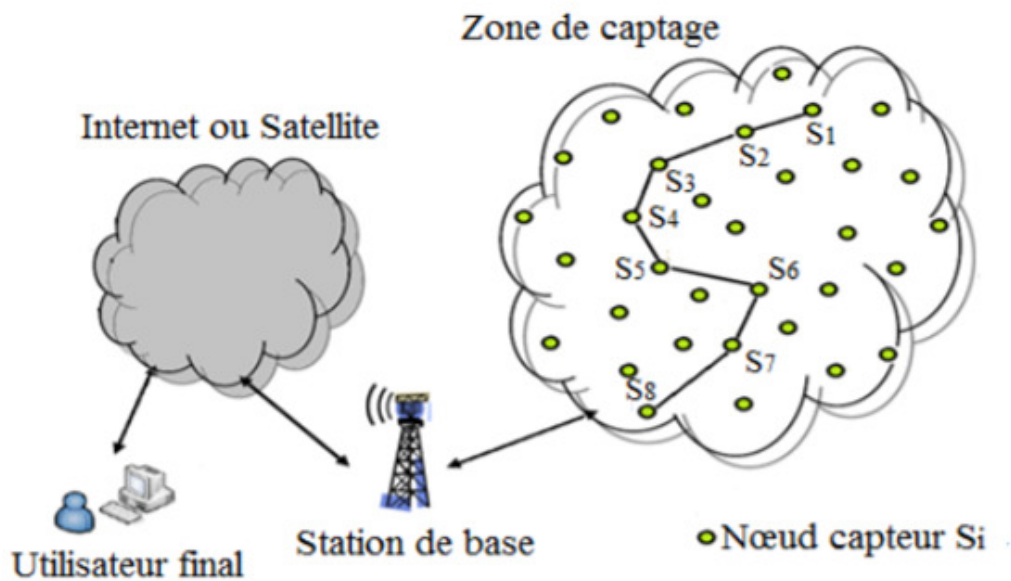 Zone de captage
Internet ou Satellite
S1
S2
S3
S4
S5
S6
S7
S8
Station de base
Nœud capteur Si
Utilisateur final